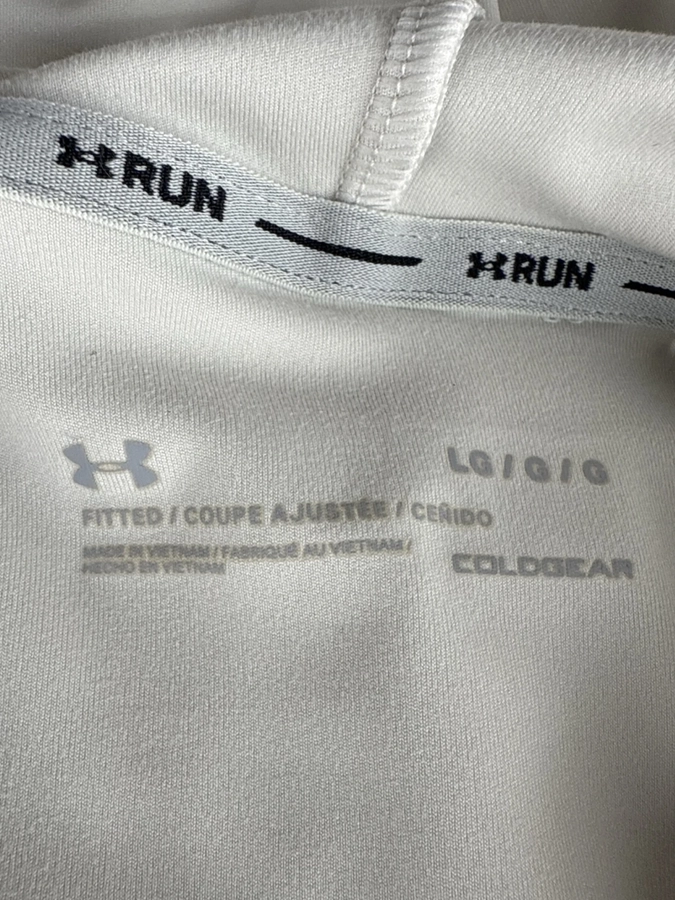 RUN
RUN
LG / G / G
FITTED / COUPE AJUSTÉE / CEÑIDO
MADE IN VIETNAM / FABRIQUÉ AU VIETNAM /
HECHO EN VIETNAM
COLDGEAR